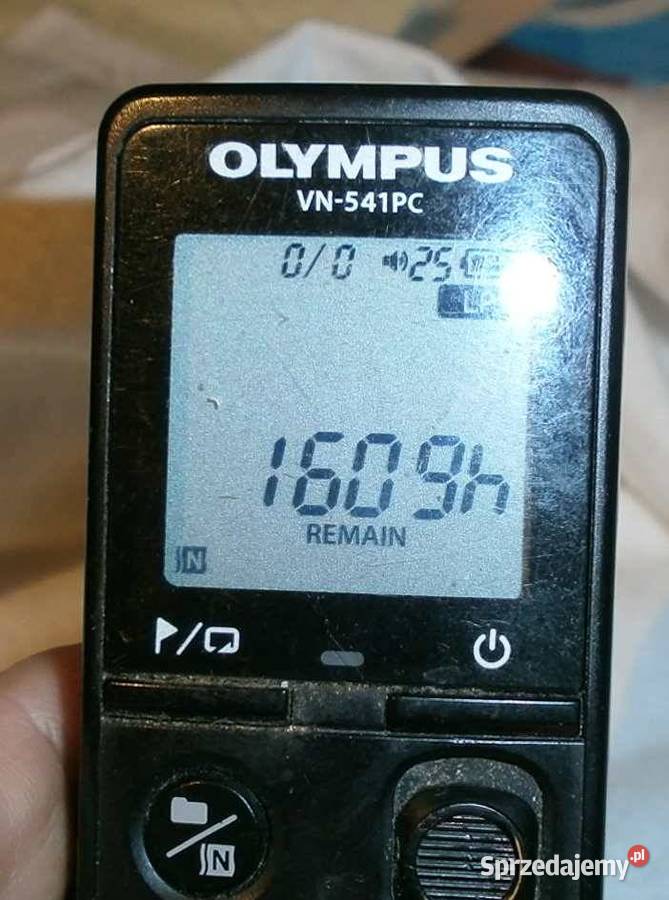 OLYMPUS
VN-541PC
0/0 25
1609h
REMAIN
N
N
Sprzedajemy.pl